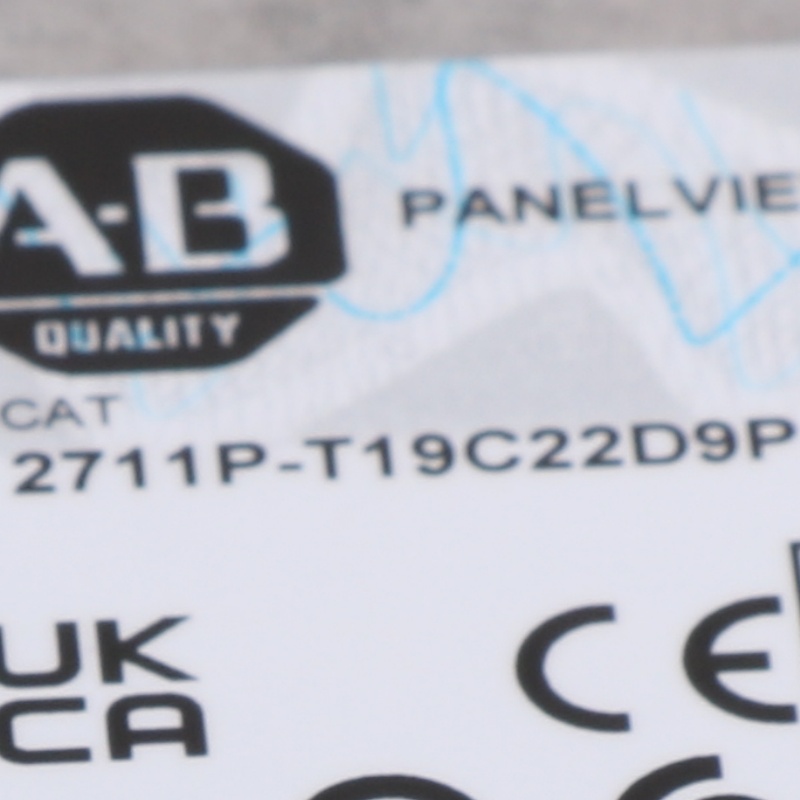 A-B
QUALITY
PANELVIE
CAT
2711P-T19C22D9P
UK
CA
CE